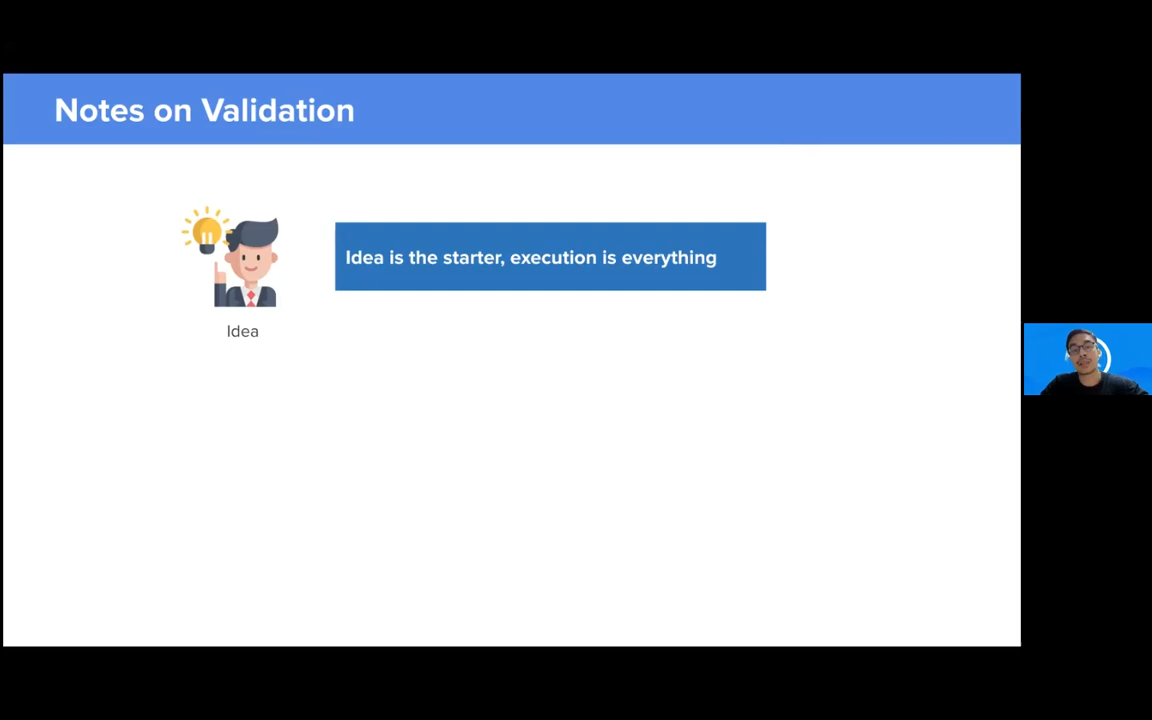 Notes on Validation
Idea is the starter, execution is everything
Idea